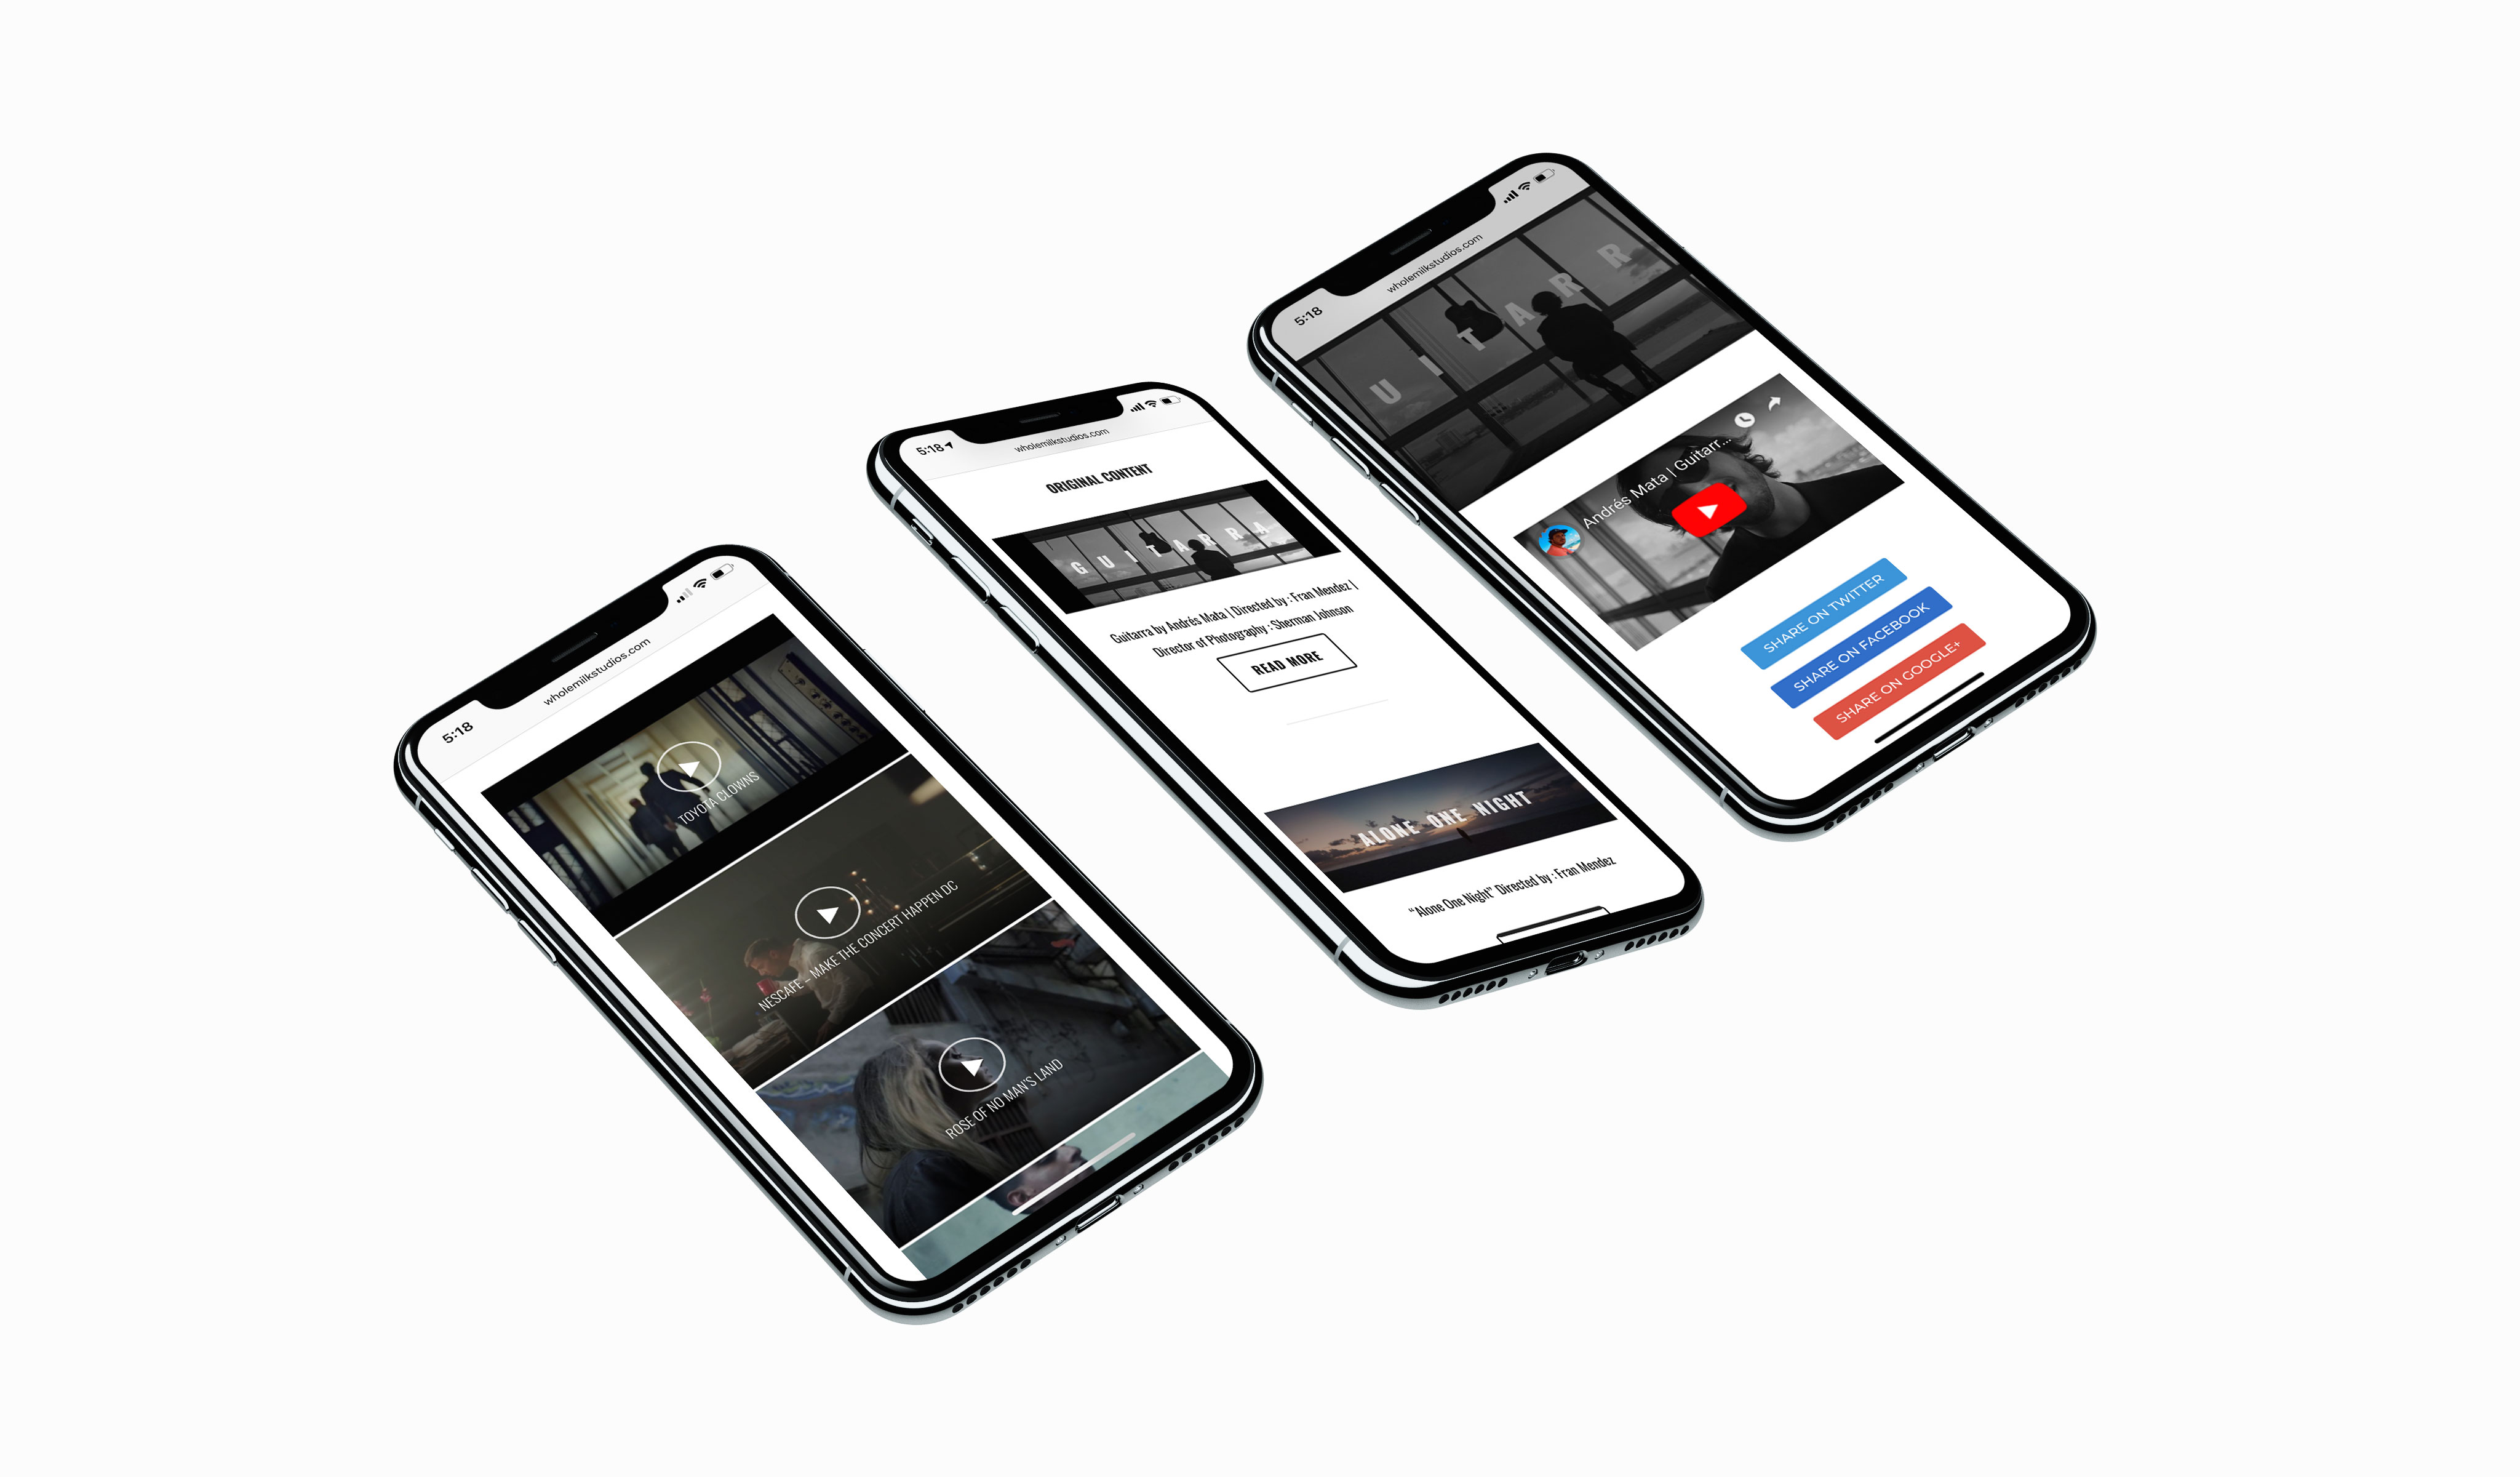 5:18
wholemilkstudios.com
TOYOTA CLOWNS
NESCAFE – MAKE THE CONCERT HAPPEN DC
ROSE OF NO MAN'S LAND
5:18
wholemilkstudios.com
ORIGINAL CONTENT
GUITARRA
Guitarra by Andrés Mata | Directed by : Fran Mendez |
Director of Photography : Sherman Johnson
READ MORE
ALONE ONE NIGHT
“Alone One Night” Directed by : Fran Mendez
5:18
wholemilkstudios.com
UITARR
Andrés Mata | Guitarr...
SHARE ON TWITTER
SHARE ON FACEBOOK
SHARE ON GOOGLE+